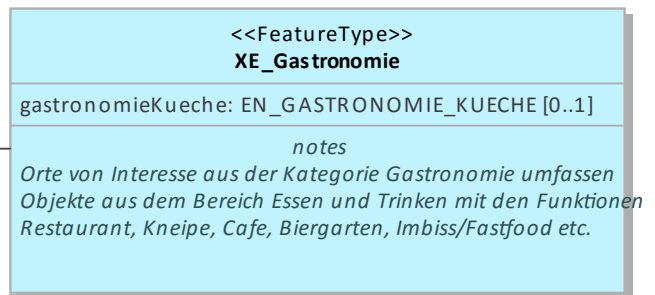 <<FeatureType>>
XE_Gastronomie
gastronomieKueche: EN_GASTRONOMIE_KUECHE [0..1]
notes
Orte von Interesse aus der Kategorie Gastronomie umfassen
Objekte aus dem Bereich Essen und Trinken mit den Funktionen
Restaurant, Kneipe, Cafe, Biergarten, Imbiss/Fastfood etc.